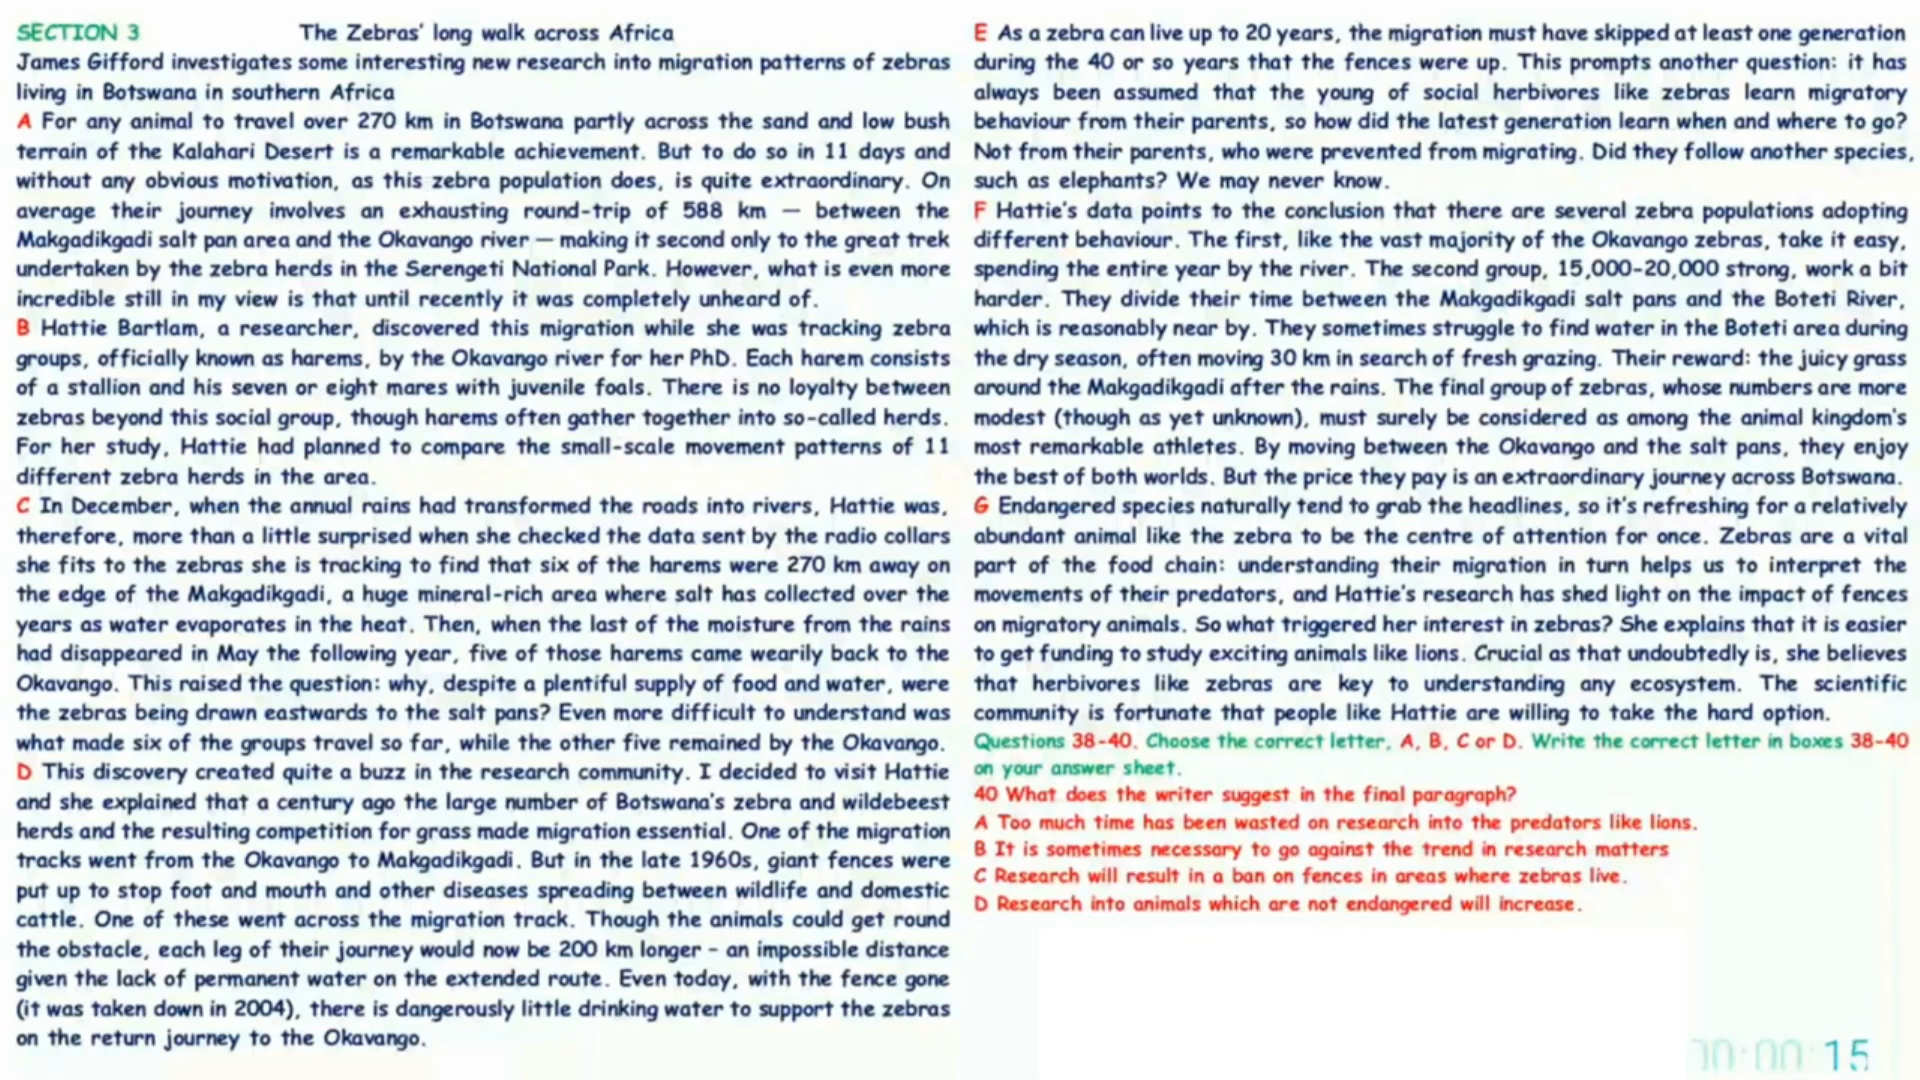 SECTION 3 The Zebras' long walk across Africa
James Gifford investigates some interesting new research into migration patterns of zebras
living in Botswana in southern Africa
A For any animal to travel over 270 km in Botswana partly across the sand and low bush
terrain of the Kalahari Desert is a remarkable achievement. But to do so in 11 days and
without any obvious motivation, as this zebra population does, is quite extraordinary. On
average their journey involves an exhausting round-trip of 588 km – between the
Makgadikgadi salt pan area and the Okavango river – making it second only to the great trek
undertaken by the zebra herds in the Serengeti National Park. However, what is even more
incredible still in my view is that until recently it was completely unheard of.
B Hattie Bartlam, a researcher, discovered this migration while she was tracking zebra
groups, officially known as harems, by the Okavango river for her PhD. Each harem consists
of a stallion and his seven or eight mares with juvenile foals. There is no loyalty between
zebras beyond this social group, though harems often gather together into so-called herds.
For her study, Hattie had planned to compare the small-scale movement patterns of 11
different zebra herds in the area.
C In December, when the annual rains had transformed the roads into rivers, Hattie was,
therefore, more than a little surprised when she checked the data sent by the radio collars
she fits to the zebras she is tracking to find that six of the harems were 270 km away on
the edge of the Makgadikgadi, a huge mineral-rich area where salt has collected over the
years as water evaporates in the heat. Then, when the last of the moisture from the rains
had disappeared in May the following year, five of those harems came wearily back to the
Okavango. This raised the question: why, despite a plentiful supply of food and water, were
the zebras being drawn eastwards to the salt pans? Even more difficult to understand was
what made six of the groups travel so far, while the other five remained by the Okavango.
D This discovery created quite a buzz in the research community. I decided to visit Hattie
and she explained that a century ago the large number of Botswana's zebra and wildebeest
herds and the resulting competition for grass made migration essential. One of the migration
tracks went from the Okavango to Makgadikgadi. But in the late 1960s, giant fences were
put up to stop foot and mouth and other diseases spreading between wildlife and domestic
cattle. One of these went across the migration track. Though the animals could get round
the obstacle, each leg of their journey would now be 200 km longer – an impossible distance
given the lack of permanent water on the extended route. Even today, with the fence gone
(it was taken down in 2004), there is dangerously little drinking water to support the zebras
on the return journey to the Okavango.
E As a zebra can live up to 20 years, the migration must have skipped at least one generation
during the 40 or so years that the fences were up. This prompts another question: it has
always been assumed that the young of social herbivores like zebras learn migratory
behaviour from their parents, so how did the latest generation learn when and where to go?
Not from their parents, who were prevented from migrating. Did they follow another species,
such as elephants? We may never know.
F Hattie's data points to the conclusion that there are several zebra populations adopting
different behaviour. The first, like the vast majority of the Okavango zebras, take it easy,
spending the entire year by the river. The second group, 15,000-20,000 strong, work a bit
harder. They divide their time between the Makgadikgadi salt pans and the Boteti River,
which is reasonably near by. They sometimes struggle to find water in the Boteti area during
the dry season, often moving 30 km in search of fresh grazing. Their reward: the juicy grass
around the Makgadikgadi after the rains. The final group of zebras, whose numbers are more
modest (though as yet unknown), must surely be considered as among the animal kingdom's
most remarkable athletes. By moving between the Okavango and the salt pans, they enjoy
the best of both worlds. But the price they pay is an extraordinary journey across Botswana.
G Endangered species naturally tend to grab the headlines, so it's refreshing for a relatively
abundant animal like the zebra to be the centre of attention for once. Zebras are a vital
part of the food chain: understanding their migration in turn helps us to interpret the
movements of their predators, and Hattie's research has shed light on the impact of fences
on migratory animals. So what triggered her interest in zebras? She explains that it is easier
to get funding to study exciting animals like lions. Crucial as that undoubtedly is, she believes
that herbivores like zebras are key to understanding any ecosystem. The scientific
community is fortunate that people like Hattie are willing to take the hard option.
Questions 38-40. Choose the correct letter, A, B, C or D. Write the correct letter in boxes 38-40
on your answer sheet.
40 What does the writer suggest in the final paragraph?
A Too much time has been wasted on research into the predators like lions.
B It is sometimes necessary to go against the trend in research matters
C Research will result in a ban on fences in areas where zebras live.
D Research into animals which are not endangered will increase.
00:00:15